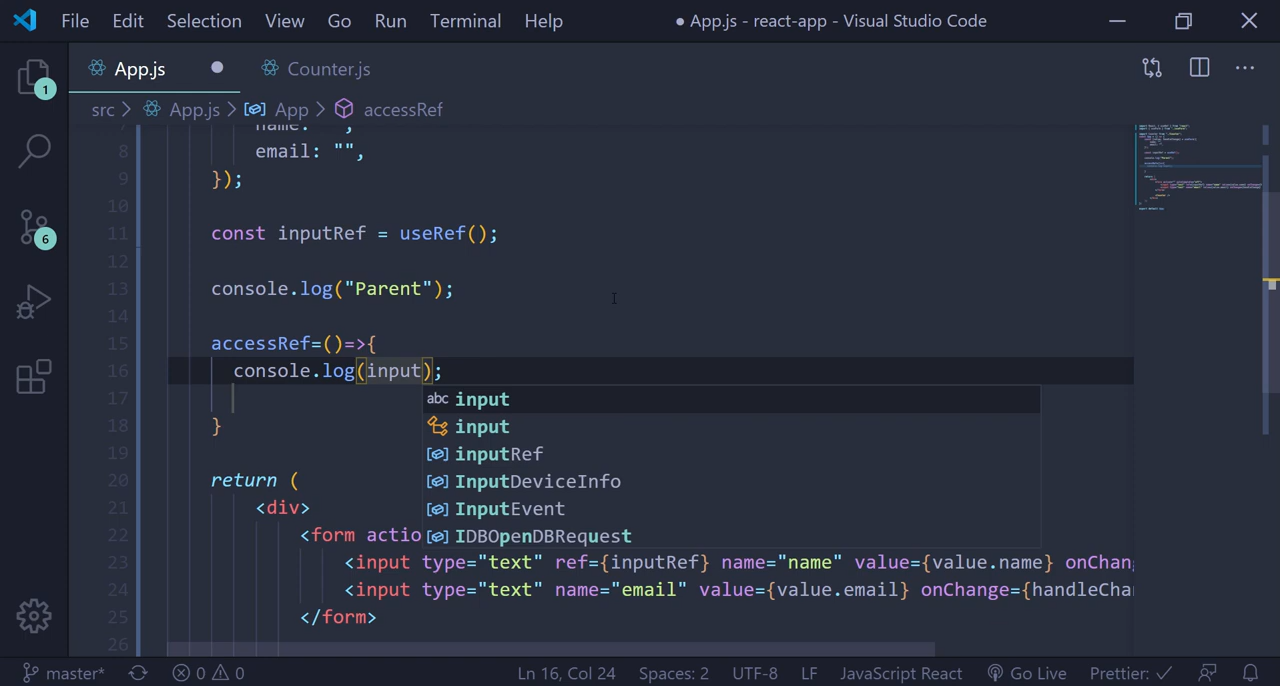 File Edit Selection View Go Run Terminal Help ● App.js - react-app - Visual Studio Code
App.js ● Counter.js
src > App.js > App > accessRef
1
6
7 name: "",
8 email: "",
9 });
10
11 const inputRef = useRef();
12
13 console.log("Parent");
14
15 accessRef=()=>{
16 console.log(input);
17
18 }
19
20 return (
21 <div>
22 <form actio
23 <input type="text" ref={inputRef} name="name" value={value.name} onChan
24 <input type="text" name="email" value={value.email} onChange={handleCha
25 </form>
26
abc input
input
inputRef
InputDeviceInfo
InputEvent
IDBOpenDBRequest
master* 0 0 Ln 16, Col 24 Spaces: 2 UTF-8 LF JavaScript React Go Live Prettier: ✓